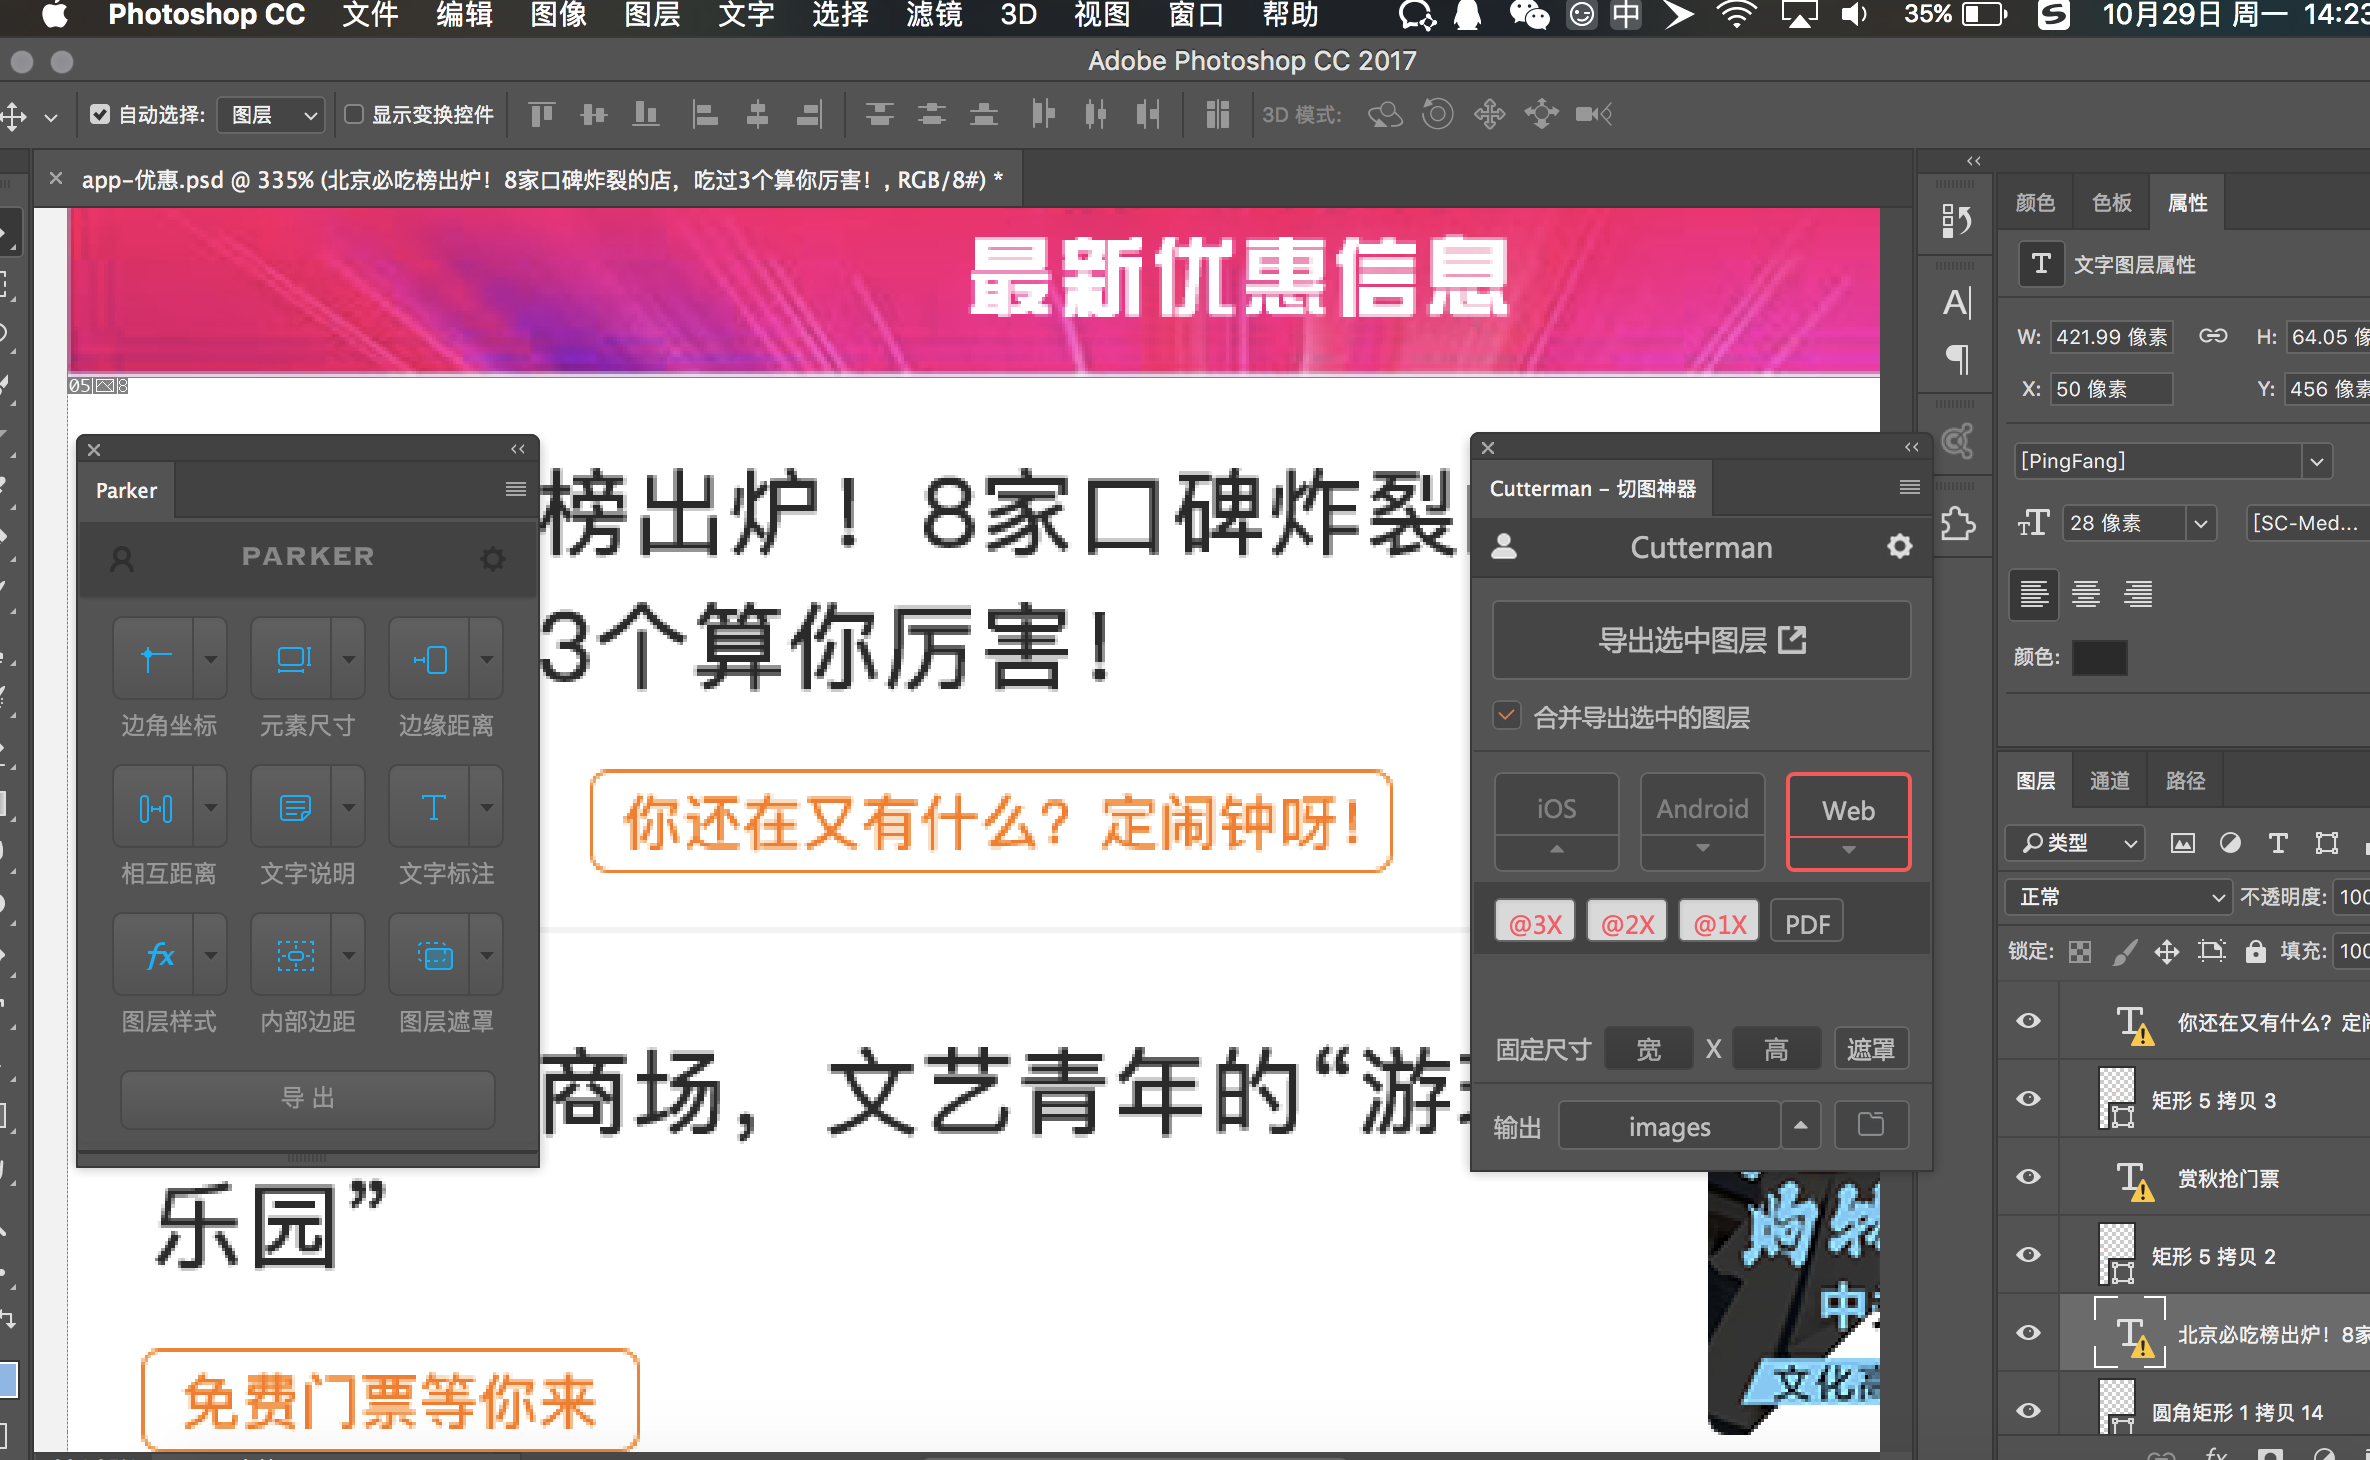 Photoshop CC 文件 编辑 图像 图层 文字 选择 滤镜 3D 视图 窗口 帮助 中 35% 10月29日 周一 14:23
Adobe Photoshop CC 2017
自动选择: 图层 显示变换控件 3D 模式:
app-优惠.psd @ 335% (北京必吃榜出炉！8家口碑炸裂的店，吃过3个算你厉害！, RGB/8#) *
最新优惠信息
05 8
榜出炉！8家口碑炸裂
3个算你厉害！
你还在又有什么？定闹钟呀！
商场，文艺青年的“游
乐园”
免费门票等你来
购物
中
文化高
Parker
PARKER
边角坐标 元素尺寸 边缘距离
相互距离 文字说明 文字标注
fx
图层样式 内部边距 图层遮罩
导出
Cutterman – 切图神器
Cutterman
导出选中图层
合并导出选中的图层
iOS Android Web
@3X @2X @1X PDF
固定尺寸 宽 X 高 遮罩
输出 images
颜色 色板 属性
文字图层属性
W: 421.99 像素 H: 64.05 像
X: 50 像素 Y: 456 像素
[PingFang]
28 像素 [SC-Med...
颜色:
图层 通道 路径
类型
正常 不透明度: 100
锁定: 填充: 100
你还在又有什么？定闹
矩形 5 拷贝 3
赏秋抢门票
矩形 5 拷贝 2
北京必吃榜出炉！8家
圆角矩形 1 拷贝 14